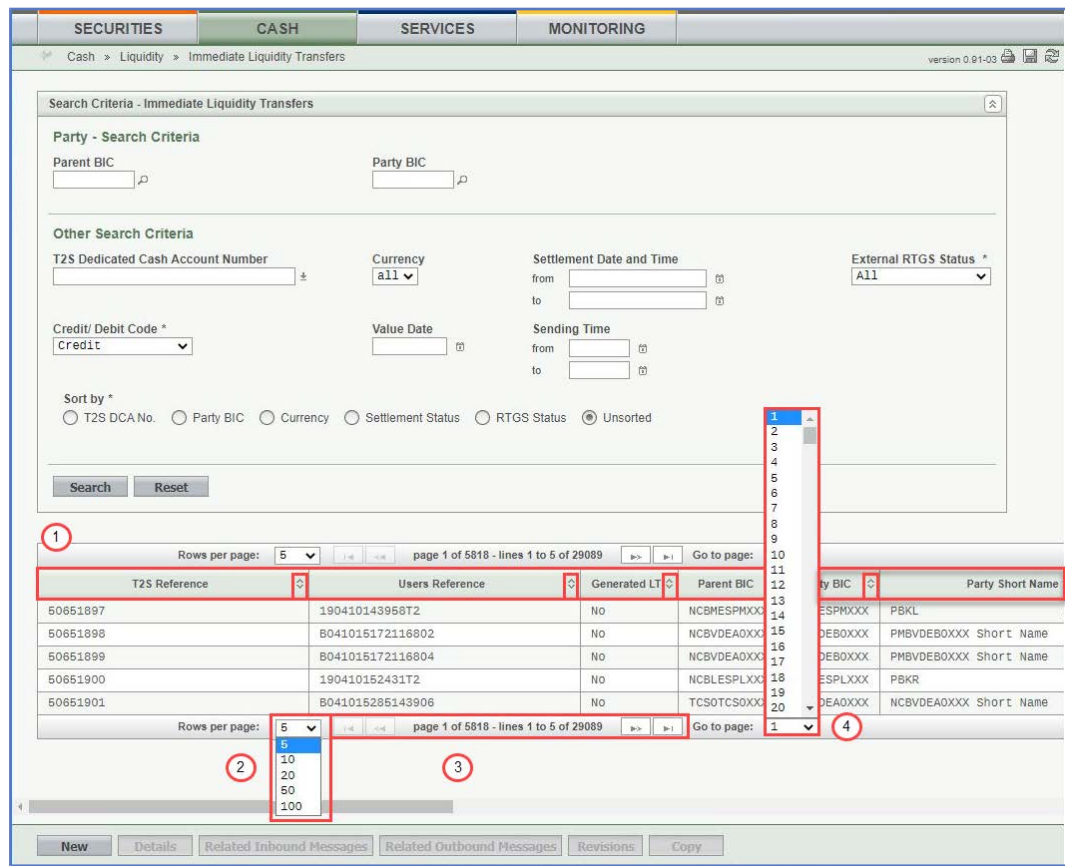 SECURITIES CASH SERVICES MONITORING
Cash » Liquidity » Immediate Liquidity Transfers version 0.91-03
Search Criteria - Immediate Liquidity Transfers
Party - Search Criteria
Parent BIC Party BIC
Other Search Criteria
T2S Dedicated Cash Account Number Currency Settlement Date and Time External RTGS Status *
all from All
to
Credit/ Debit Code * Value Date Sending Time
Credit from
to
Sort by *
T2S DCA No. Party BIC Currency Settlement Status RTGS Status Unsorted
Search Reset
1
2
3
4
5
6
7
8
9
10
11
12
13
14
15
16
17
18
19
20
1
Rows per page: 5 page 1 of 5818 - lines 1 to 5 of 29089 Go to page:
T2S Reference Users Reference Generated LT Parent BIC ty BIC Party Short Name
50651897 190410143958T2 No NCBMESPMXXX ESPMXXX PBKL
50651898 B041015172116802 No NCBVDEA0XXX DEB0XXX PMBVDEB0XXX Short Name
50651899 B041015172116804 No NCBVDEA0XXX DEB0XXX PMBVDEB0XXX Short Name
50651900 190410152431T2 No NCBLESPLXXX ESPLXXX PBKR
50651901 B041015285143906 No TCSOTCSOXXX DEA0XXX NCBVDEA0XXX Short Name
Rows per page: 5 page 1 of 5818 - lines 1 to 5 of 29089 Go to page: 1 4
5
10
20
50
100
2 3
New Details Related Inbound Messages Related Outbound Messages Revisions Copy